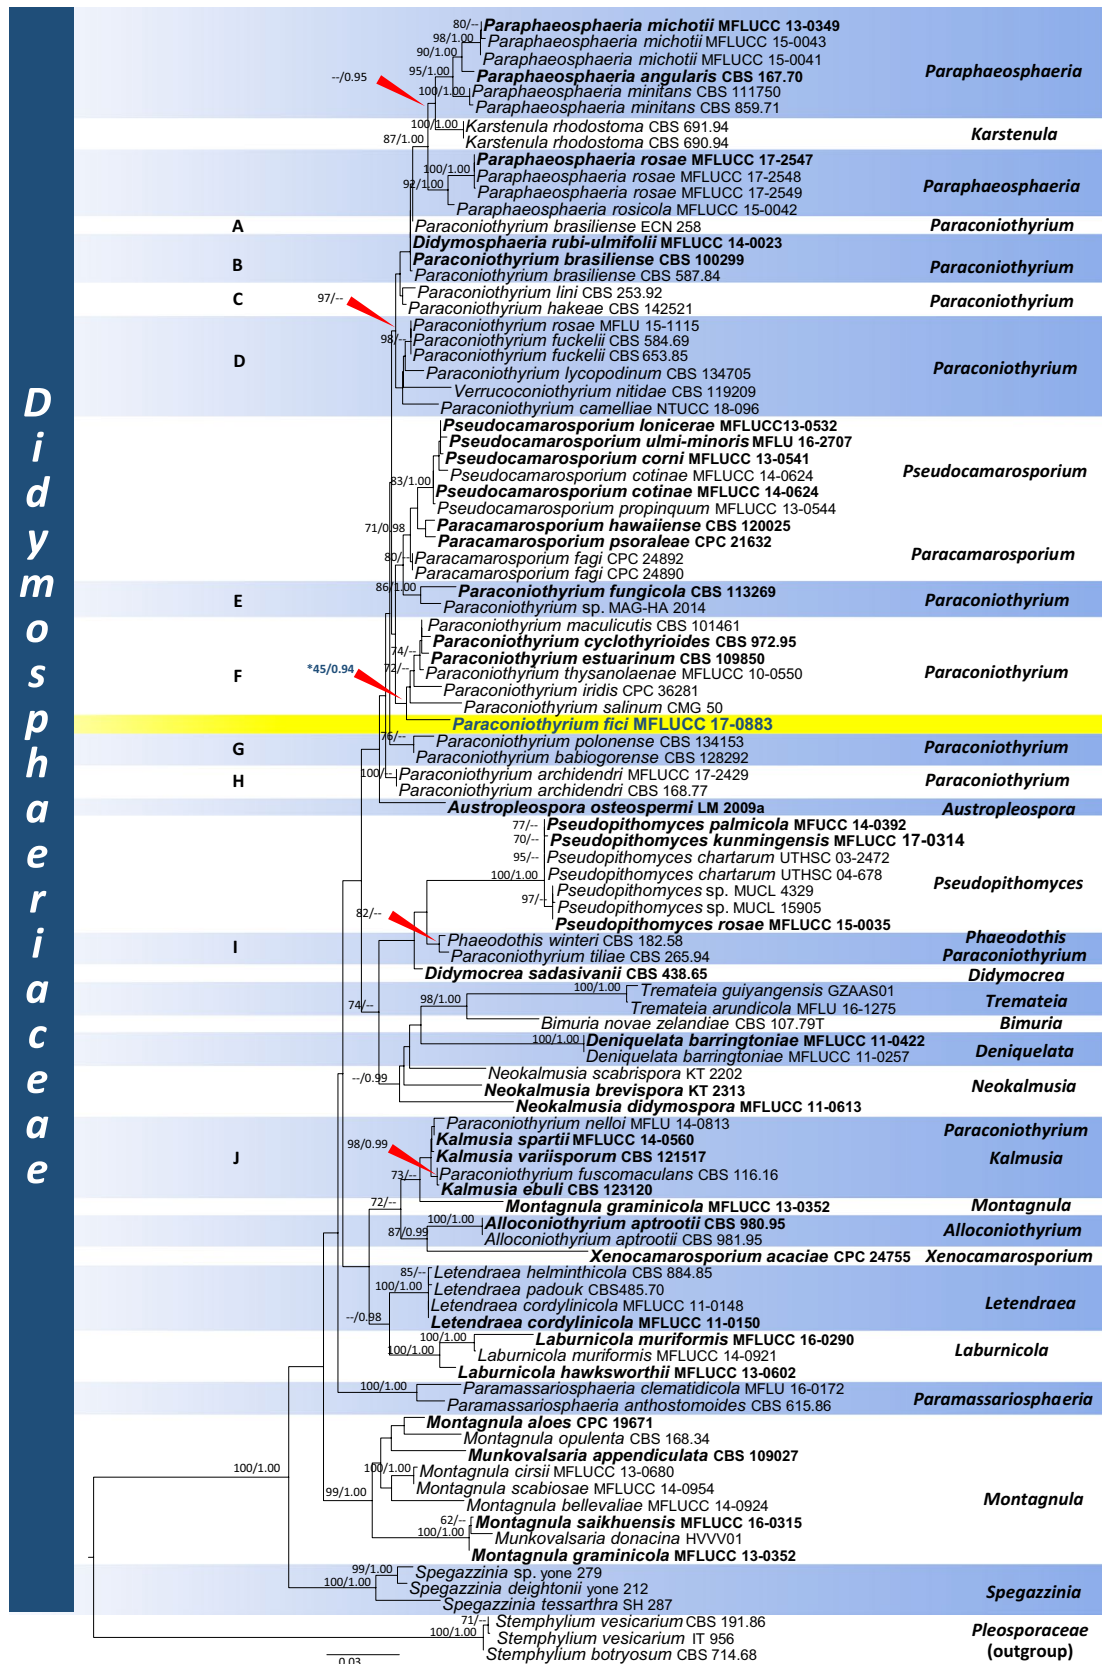 Didymosphaeriaceae
80/-- Paraphaeosphaeria michotii MFLUCC 13-0349
98/1.00 Paraphaeosphaeria michotii MFLUCC 15-0043
90/1.00 Paraphaeosphaeria michotii MFLUCC 15-0041
95/1.00 Paraphaeosphaeria angularis CBS 167.70 Paraphaeosphaeria
--/0.95
100/1.00 Paraphaeosphaeria minitans CBS 111750
Paraphaeosphaeria minitans CBS 859.71
100/1.00 Karstenula rhodostoma CBS 691.94 Karstenula
Karstenula rhodostoma CBS 690.94
87/1.00
Paraphaeosphaeria rosae MFLUCC 17-2547
100/1.00 Paraphaeosphaeria rosae MFLUCC 17-2548 Paraphaeosphaeria
92/1.00 Paraphaeosphaeria rosae MFLUCC 17-2549
Paraphaeosphaeria rosicola MFLUCC 15-0042
A Paraconiothyrium brasiliense ECN 258 Paraconiothyrium
Didymosphaeria rubi-ulmifolii MFLUCC 14-0023
B Paraconiothyrium brasiliense CBS 100299 Paraconiothyrium
Paraconiothyrium brasiliense CBS 587.84
97/-- C Paraconiothyrium lini CBS 253.92 Paraconiothyrium
Paraconiothyrium hakeae CBS 142521
Paraconiothyrium rosae MFLU 15-1115
98/-- Paraconiothyrium fuckelii CBS 584.69
Paraconiothyrium fuckelii CBS 653.85
D Paraconiothyrium lycopodinum CBS 134705 Paraconiothyrium
Verrucoconiothyrium nitidae CBS 119209
Paraconiothyrium camelliae NTUCC 18-096
Pseudocamarosporium lonicerae MFLUCC13-0532
Pseudocamarosporium ulmi-minoris MFLU 16-2707
Pseudocamarosporium corni MFLUCC 13-0541 Pseudocamarosporium
Pseudocamarosporium cotinae MFLUCC 14-0624
83/1.00 Pseudocamarosporium cotinae MFLUCC 14-0624
Pseudocamarosporium propinquum MFLUCC 13-0544
71/0.98 Paracamarosporium hawaiiense CBS 120025
Paracamarosporium psoraleae CPC 21632
80/-- Paracamarosporium fagi CPC 24892 Paracamarosporium
Paracamarosporium fagi CPC 24890
86/1.00 Paraconiothyrium fungicola CBS 113269
E Paraconiothyrium sp. MAG-HA 2014 Paraconiothyrium
Paraconiothyrium maculicutis CBS 101461
74/-- Paraconiothyrium cyclothyrioides CBS 972.95
*45/0.94 72/-- Paraconiothyrium estuarinum CBS 109850
F Paraconiothyrium thysanolaenae MFLUCC 10-0550 Paraconiothyrium
Paraconiothyrium iridis CPC 36281
Paraconiothyrium salinum CMG 50
Paraconiothyrium fici MFLUCC 17-0883
76/-- Paraconiothyrium polonense CBS 134153
G Paraconiothyrium babiogorense CBS 128292 Paraconiothyrium
100/-- Paraconiothyrium archidendri MFLUCC 17-2429
H Paraconiothyrium archidendri CBS 168.77 Paraconiothyrium
Austropleospora osteospermi LM 2009a Austropleospora
77/-- Pseudopithomyces palmicola MFUCC 14-0392
70/-- Pseudopithomyces kunmingensis MFLUCC 17-0314
95/-- Pseudopithomyces chartarum UTHSC 03-2472
100/1.00 Pseudopithomyces chartarum UTHSC 04-678 Pseudopithomyces
Pseudopithomyces sp. MUCL 4329
97/-- Pseudopithomyces sp. MUCL 15905
Pseudopithomyces rosae MFLUCC 15-0035
82/--
Phaeodothis winteri CBS 182.58 Phaeodothis
I Paraconiothyrium tiliae CBS 265.94 Paraconiothyrium
Didymocrea sadasivanii CBS 438.65 Didymocrea
100/1.00 Tremateia guiyangensis GZAAS01 Tremateia
74/-- 98/1.00 Tremateia arundicola MFLU 16-1275
Bimuria novae zelandiae CBS 107.79T Bimuria
100/1.00 Deniquelata barringtoniae MFLUCC 11-0422 Deniquelata
Deniquelata barringtoniae MFLUCC 11-0257
--/0.99 Neokalmusia scabrispora KT 2202
Neokalmusia brevispora KT 2313 Neokalmusia
Neokalmusia didymospora MFLUCC 11-0613
Paraconiothyrium nelloi MFLU 14-0813 Paraconiothyrium
98/0.99 Kalmusia spartii MFLUCC 14-0560
J Kalmusia variisporum CBS 121517 Kalmusia
73/-- Paraconiothyrium fuscomaculans CBS 116.16
Kalmusia ebuli CBS 123120
72/-- Montagnula graminicola MFLUCC 13-0352 Montagnula
100/1.00 Alloconiothyrium aptrootii CBS 980.95 Alloconiothyrium
87/0.99 Alloconiothyrium aptrootii CBS 981.95
Xenocamarosporium acaciae CPC 24755 Xenocamarosporium
85/-- Letendraea helminthicola CBS 884.85
100/1.00 Letendraea padouk CBS485.70
Letendraea cordylinicola MFLUCC 11-0148 Letendraea
--/0.98 Letendraea cordylinicola MFLUCC 11-0150
100/1.00 Laburnicola muriformis MFLUCC 16-0290
100/1.00 Laburnicola muriformis MFLUCC 14-0921 Laburnicola
Laburnicola hawksworthii MFLUCC 13-0602
100/1.00 Paramassariosphaeria clematidicola MFLU 16-0172
Paramassariosphaeria anthostomoides CBS 615.86 Paramassariosphaeria
Montagnula aloes CPC 19671
Montagnula opulenta CBS 168.34
Munkovalsaria appendiculata CBS 109027
100/1.00 100/1.00 Montagnula cirsii MFLUCC 13-0680
99/1.00 Montagnula scabiosae MFLUCC 14-0954
Montagnula bellevaliae MFLUCC 14-0924 Montagnula
62/-- Montagnula saikhuensis MFLUCC 16-0315
100/1.00 Munkovalsaria donacina HVVV01
Montagnula graminicola MFLUCC 13-0352
99/1.00 Spegazzinia sp. yone 279
100/1.00 Spegazzinia deightonii yone 212 Spegazzinia
Spegazzinia tessarthra SH 287
71/-- Stemphylium vesicarium CBS 191.86
100/1.00 Stemphylium vesicarium IT 956 Pleosporaceae
Stemphylium botryosum CBS 714.68 (outgroup)
0.03